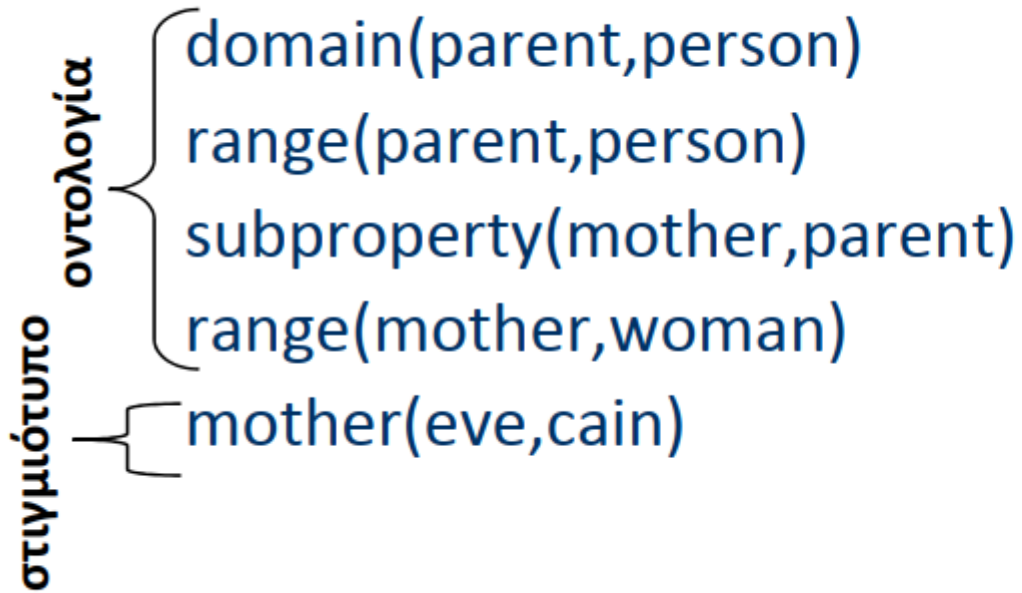 οντολογία
domain(parent,person)
range(parent,person)
subproperty(mother,parent)
range(mother,woman)
στιγμιότυπο
mother(eve,cain)